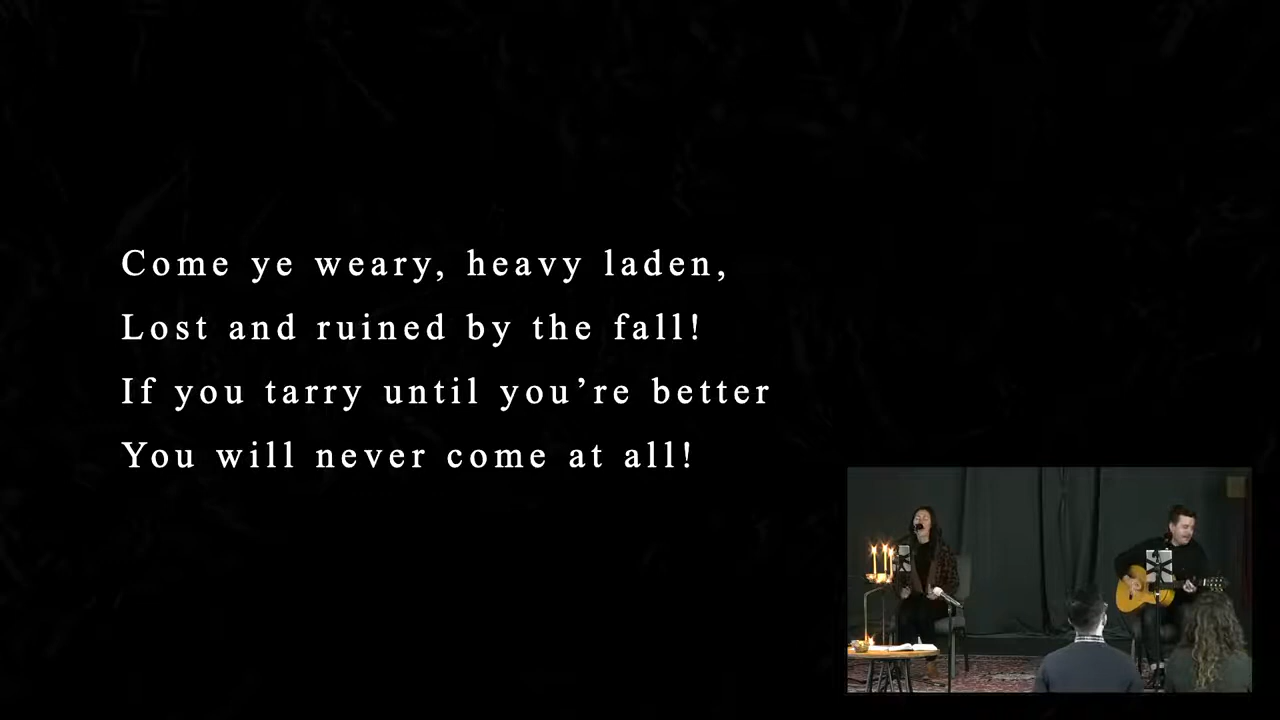 Come ye weary, heavy laden,
Lost and ruined by the fall!
If you tarry until you’re better
You will never come at all!